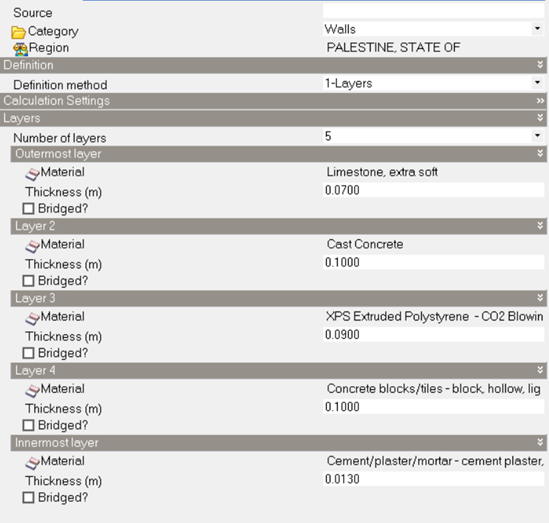 Source
Category Walls
Region PALESTINE, STATE OF
Definition
Definition method 1-Layers
Calculation Settings
Layers
Number of layers 5
Outermost layer
Material Limestone, extra soft
Thickness (m) 0.0700
Bridged?
Layer 2
Material Cast Concrete
Thickness (m) 0.1000
Bridged?
Layer 3
Material XPS Extruded Polystyrene - CO2 Blowin
Thickness (m) 0.0900
Bridged?
Layer 4
Material Concrete blocks/tiles - block, hollow, lig
Thickness (m) 0.1000
Bridged?
Innermost layer
Material Cement/plaster/mortar - cement plaster,
Thickness (m) 0.0130
Bridged?